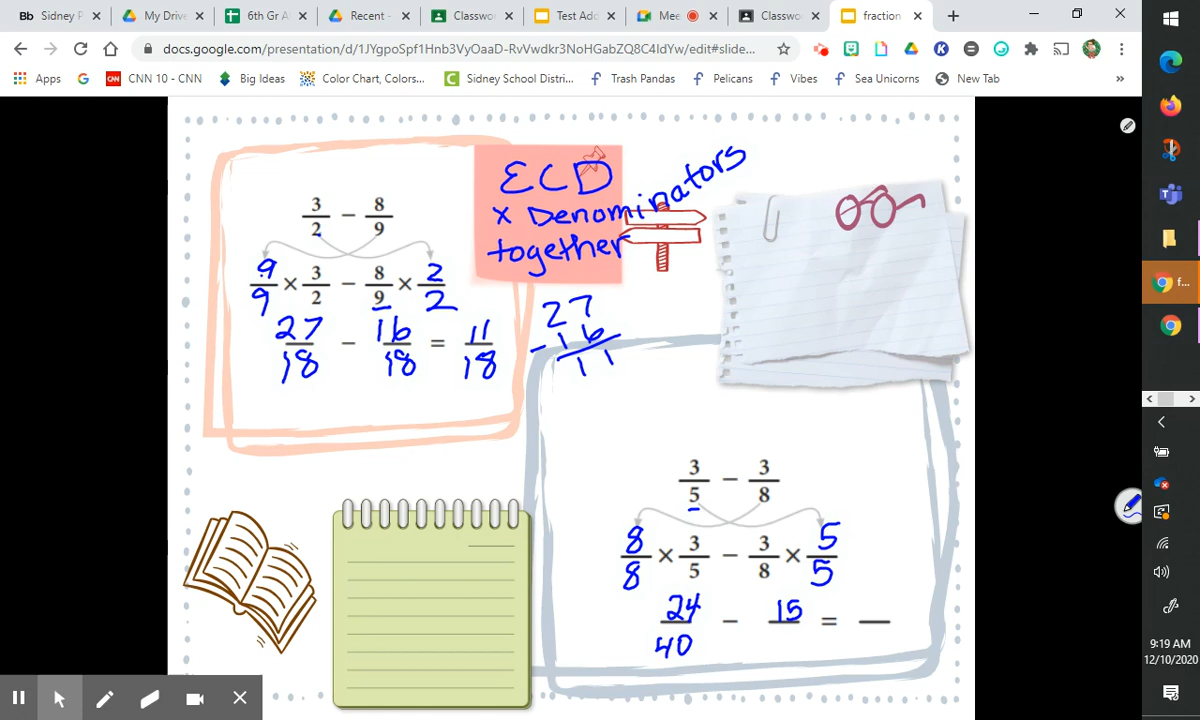 Bb Sidney P
My Drive
6th Gr Al
Recent -
Classwo
Test Add
Mee
Classwo
fraction
docs.google.com/presentation/d/1JYgpoSpf1Hnb3VyOaaD-RvVwdkr3NoHGabZQ8C4ldYw/edit#slide...
Apps
CNN 10 - CNN
Big Ideas
Color Chart, Colors...
Sidney School Distri...
Trash Pandas
Pelicans
Vibes
Sea Unicorns
New Tab
»
f...
3/2 − 8/9
9/9 × 3/2 − 8/9 × 2/2
27/18 − 16/18 = 11/18
ECD
x Denominators
together
27
- 16
11
3/5 − 3/8
8/8 × 3/5 − 3/8 × 5/5
24/40 − 15/__ = __
9:19 AM
12/10/2020